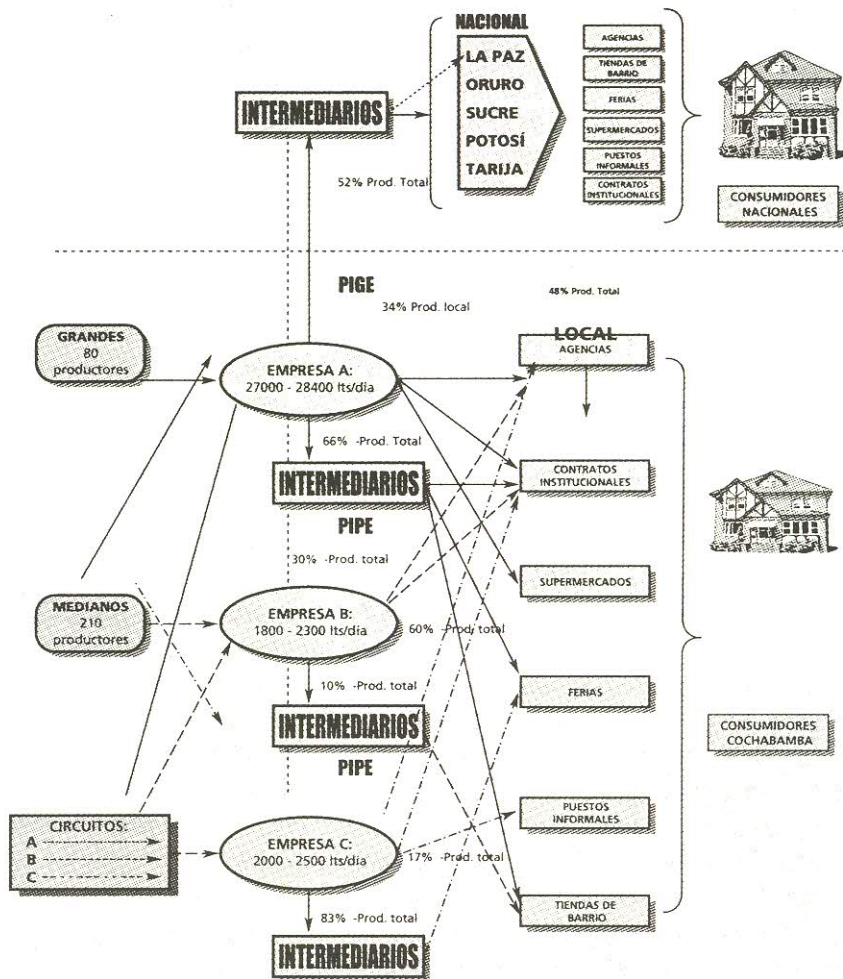 NACIONAL
LA PAZ
ORURO
SUCRE
POTOSÍ
TARIJA
AGENCIAS
TIENDAS DE
BARRIO
FERIAS
SUPERMERCADOS
PUESTOS
INFORMALES
CONTRATOS
INSTITUCIONALES
INTERMEDIARIOS
52% Prod. Total
CONSUMIDORES
NACIONALES
PIGE
34% Prod. local
48% Prod. Total
GRANDES
80
productores
EMPRESA A:
27000 - 28400 lts/día
LOCAL
AGENCIAS
66% -Prod. Total
INTERMEDIARIOS
CONTRATOS
INSTITUCIONALES
PIPE
30% -Prod. total
SUPERMERCADOS
MEDIANOS
210
productores
EMPRESA B:
1800 - 2300 lts/día
60% -Prod. total
10% -Prod. total
INTERMEDIARIOS
FERIAS
CONSUMIDORES
COCHABAMBA
PIPE
CIRCUITOS:
A
B
C
EMPRESA C:
2000 - 2500 lts/día
PUESTOS
INFORMALES
17% -Prod. total
83% -Prod. total
TIENDAS DE
BARRIO
INTERMEDIARIOS